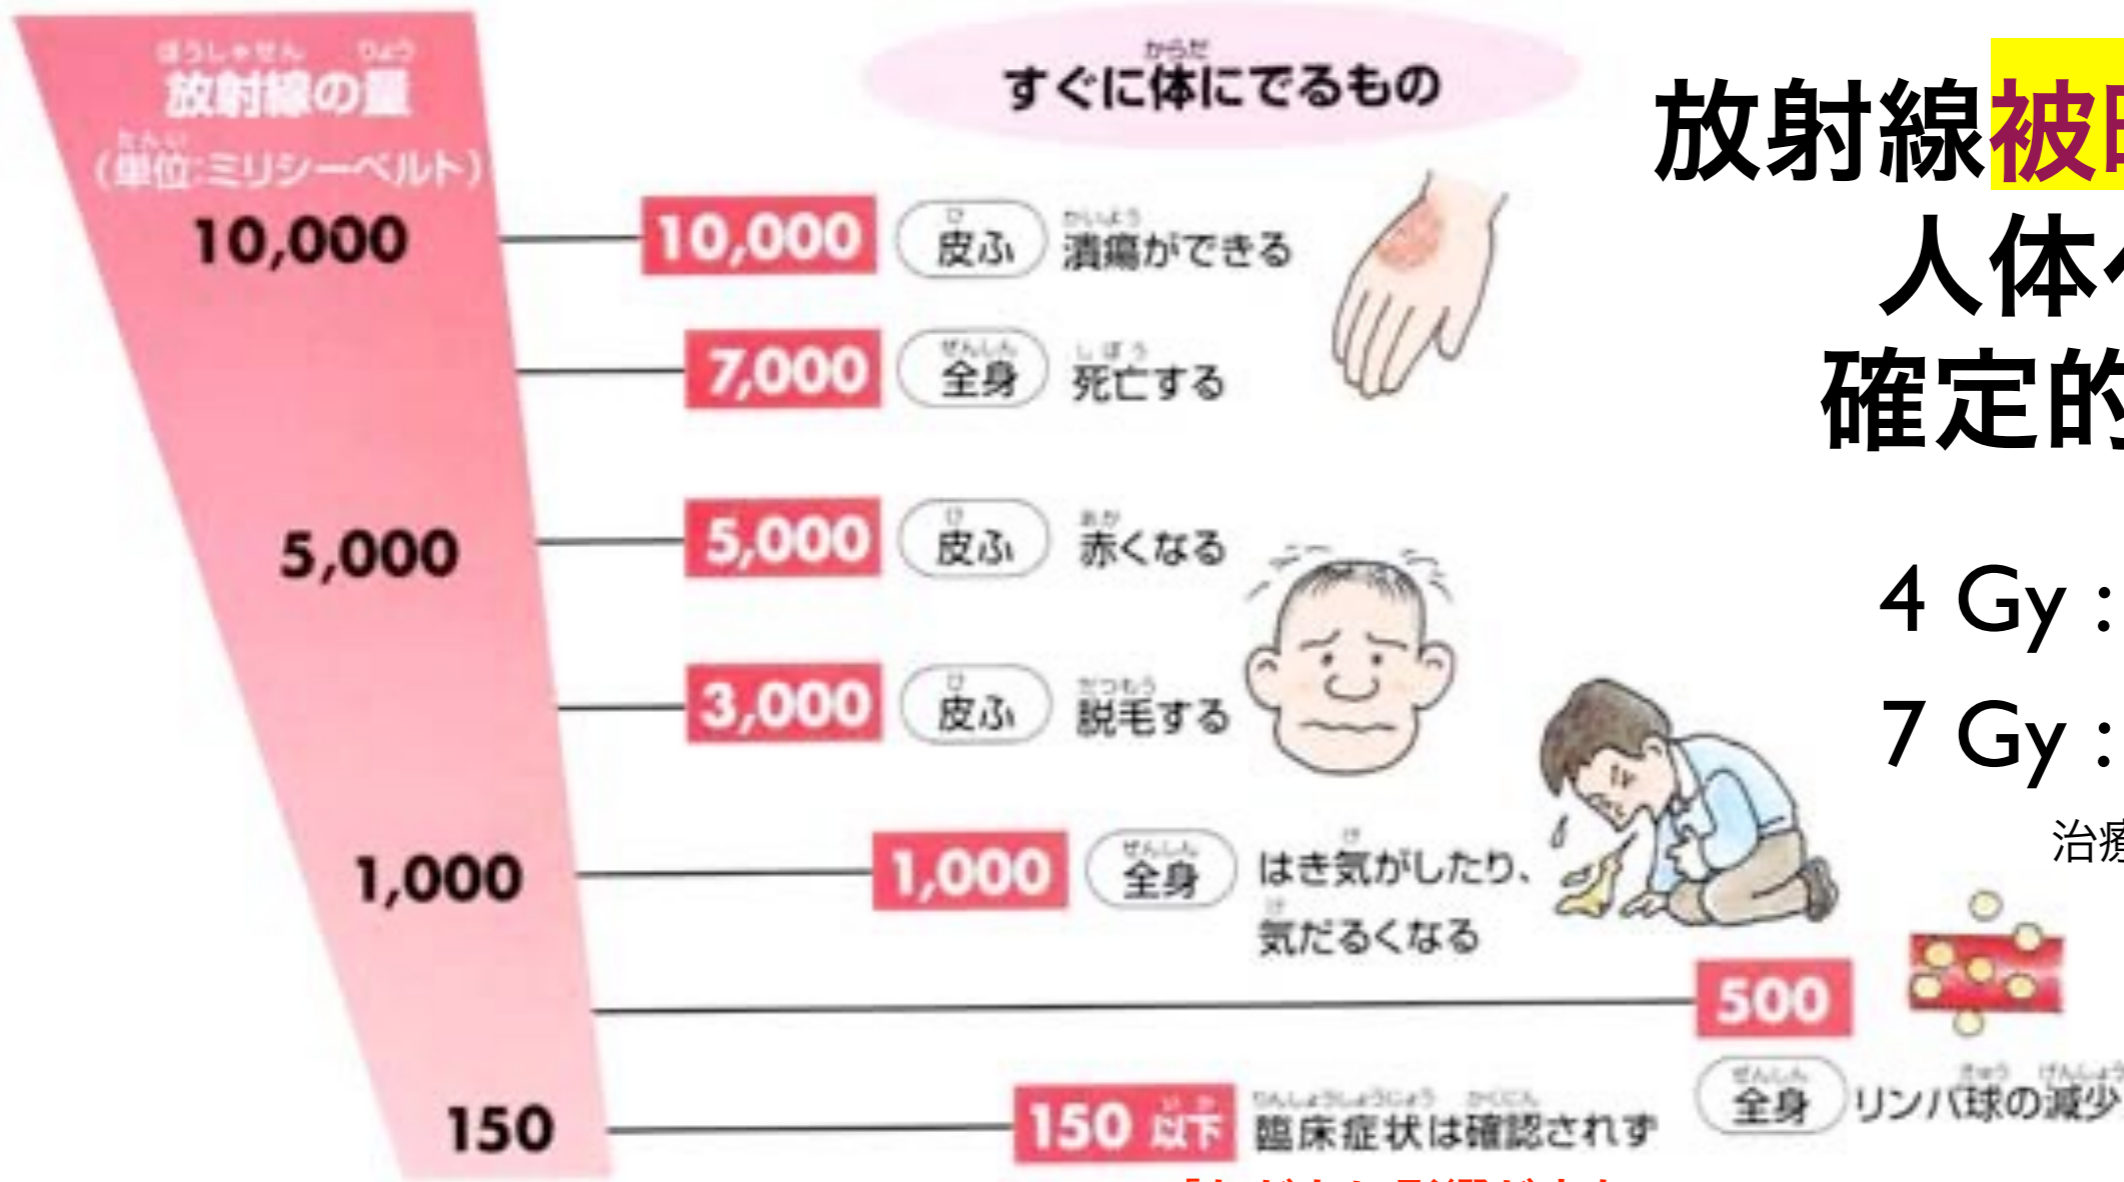 放射線の量
(単位:ミリシーベルト)
10,000
5,000
1,000
150
すぐに体にでるもの
10,000 皮ふ 潰瘍ができる
7,000 全身 死亡する
5,000 皮ふ 赤くなる
3,000 皮ふ 脱毛する
1,000 全身 はき気がしたり、
気だるくなる
500
全身 リンパ球の減少
150 以下 臨床症状は確認されず
放射線被
人体
確定的
4 Gy :
7 Gy :
治療